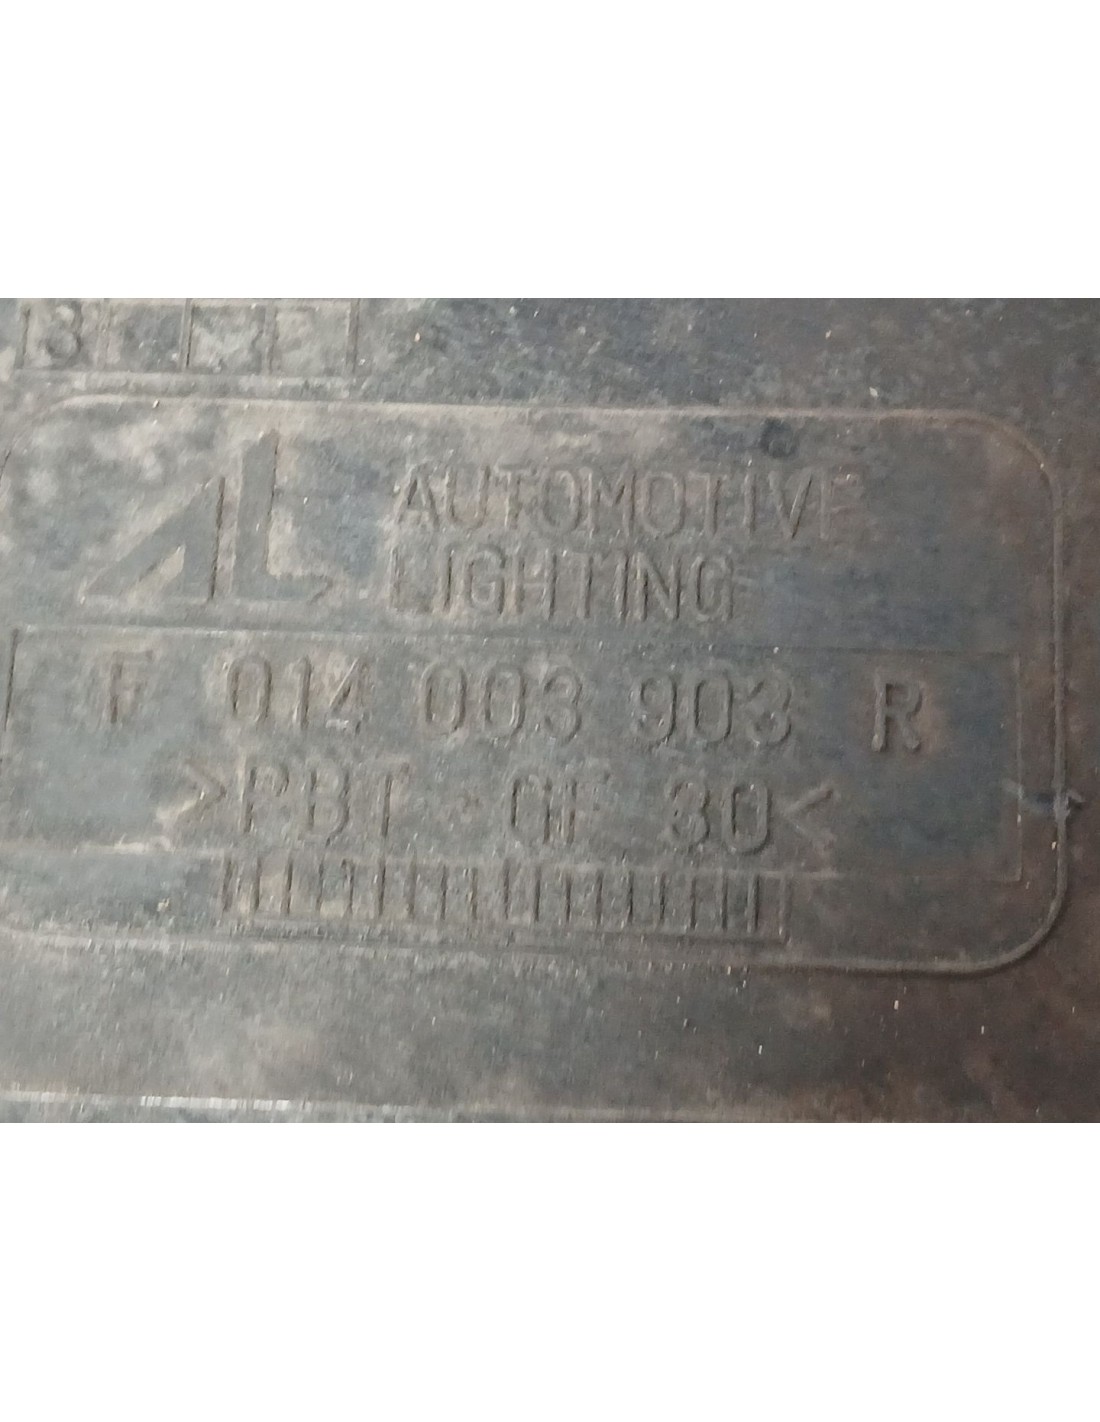 AL AUTOMOTIVE
LIGHTING
F 014 003 903 R
>PBT GF 30<